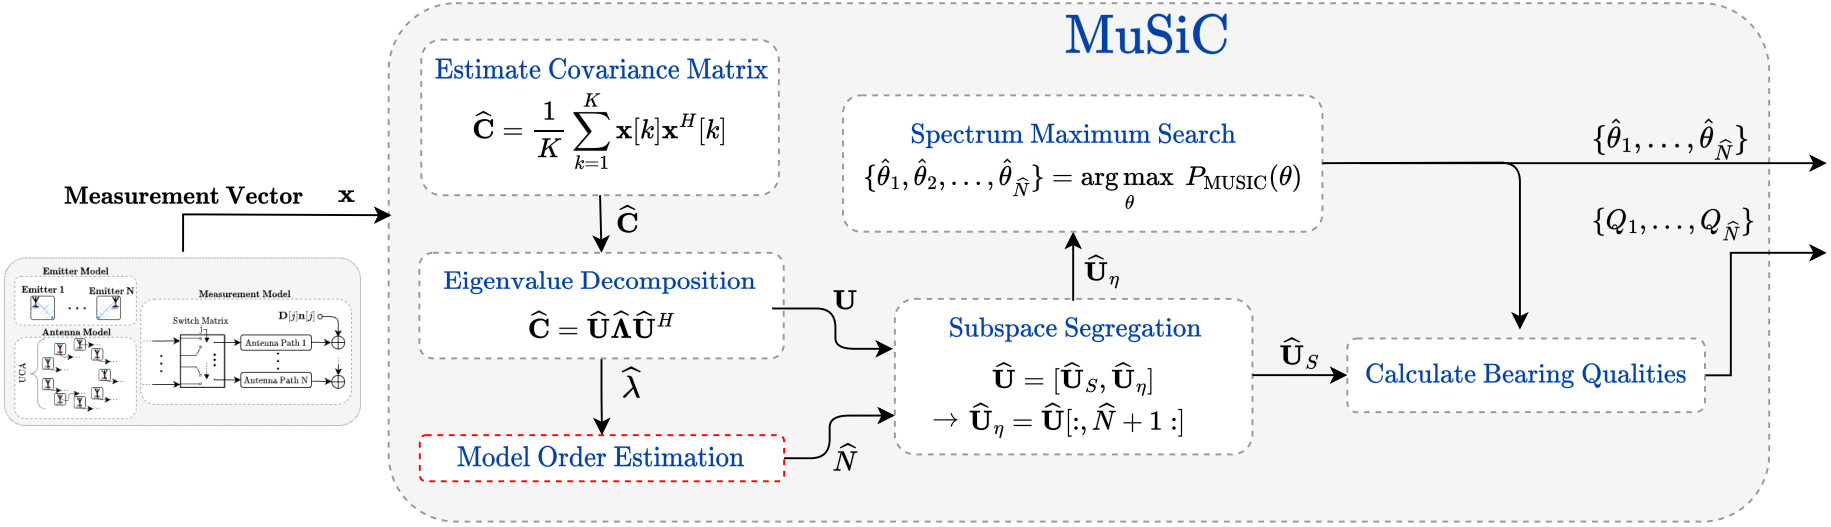 MuSiC
Estimate Covariance Matrix
Ĉ = 1/K ∑_{k=1}^{K} x[k]x^H[k]
Measurement Vector x
Ĉ
Eigenvalue Decomposition
Ĉ = ÛΛ̂Û^H
λ̂
Model Order Estimation
U
N̂
Subspace Segregation
Û = [Û_S, Û_η]
→ Û_η = Û[:, N̂ + 1 :]
Û_η
Spectrum Maximum Search
{θ̂_1, θ̂_2, . . . , θ̂_N̂} = arg max_θ P_MUSIC(θ)
Û_S
Calculate Bearing Qualities
{θ̂_1, . . . , θ̂_N̂}
{Q_1, . . . , Q_N̂}
Emitter Model
Emitter 1 · · · Emitter N
Antenna Model
UCA
Measurement Model
Switch Matrix
j
D[j]n[j]
Antenna Path 1
Antenna Path N